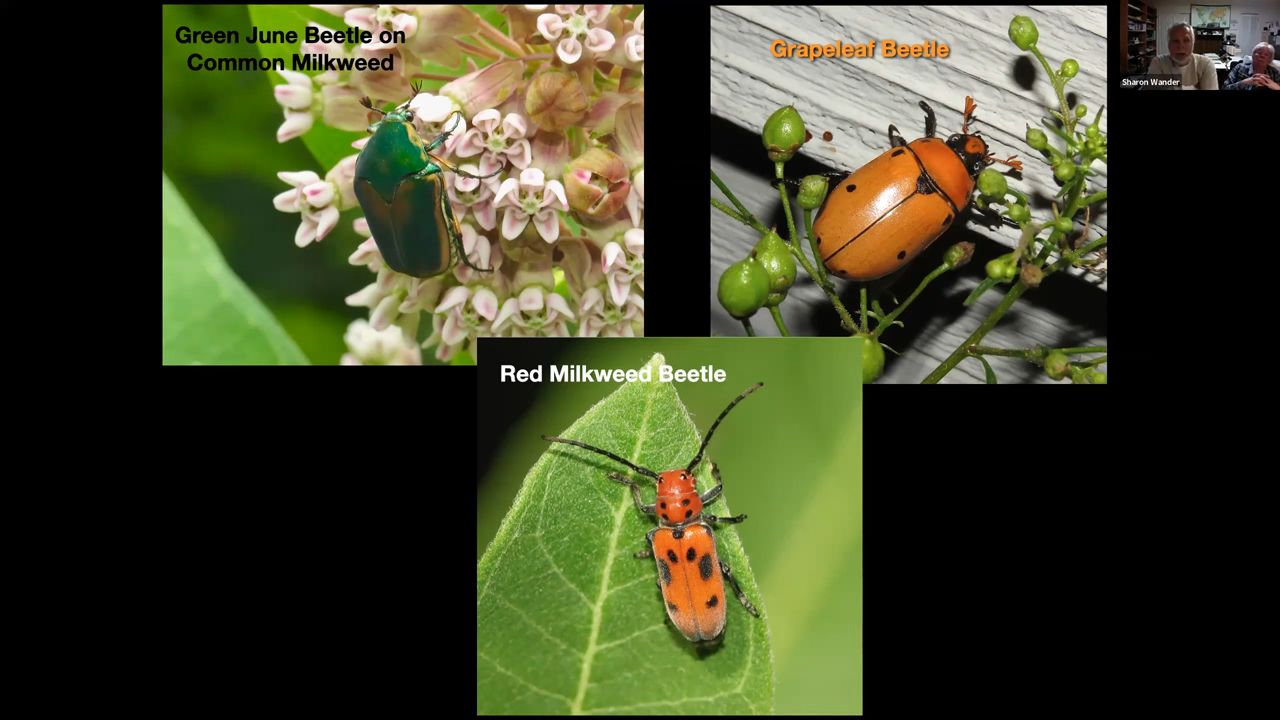 Green June Beetle on
Common Milkweed
Grapeleaf Beetle
Sharon Wander
Red Milkweed Beetle